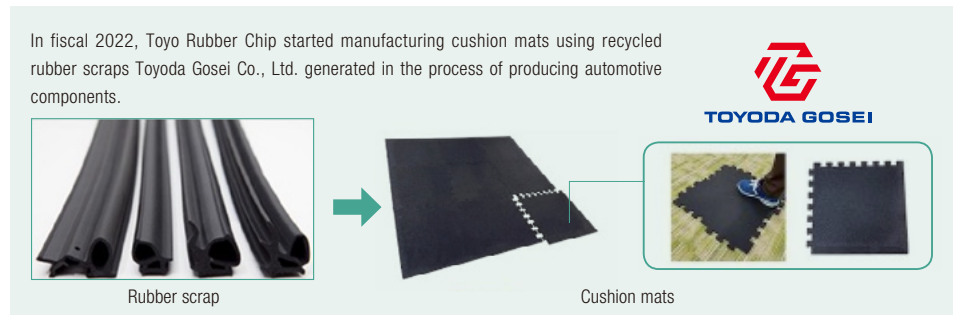 In fiscal 2022, Toyo Rubber Chip started manufacturing cushion mats using recycled
rubber scraps Toyoda Gosei Co., Ltd. generated in the process of producing automotive
components.
TG
TOYODA GOSEI
Rubber scrap
Cushion mats